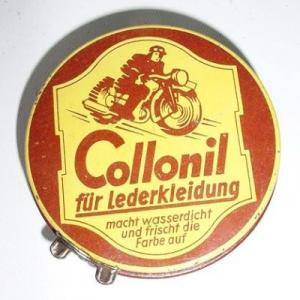 Collonil
für Lederkleidung
macht wasserdicht
und frischt die
Farbe auf